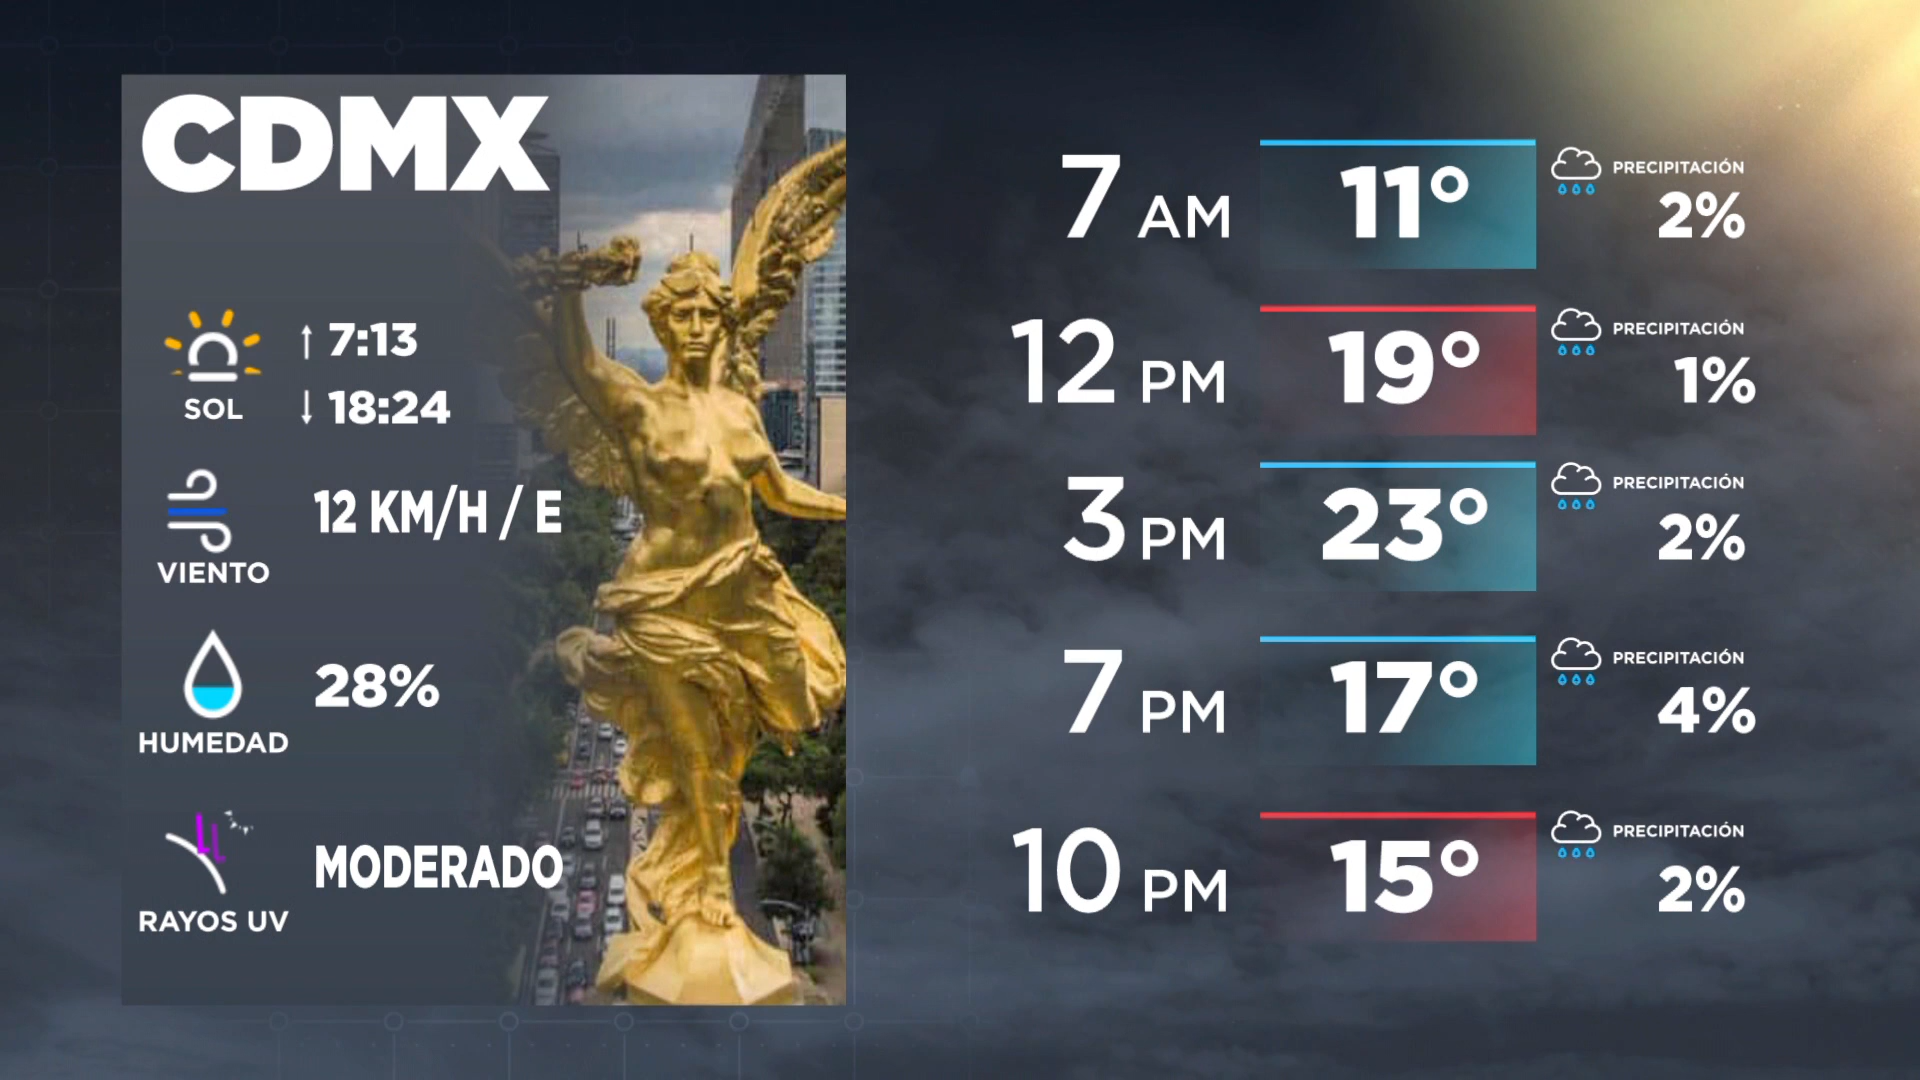 CDMX
↑ 7:13
↓ 18:24
SOL
12 KM/H / E
VIENTO
28%
HUMEDAD
MODERADO
RAYOS UV
7 AM 11° PRECIPITACIÓN 2%
12 PM 19° PRECIPITACIÓN 1%
3 PM 23° PRECIPITACIÓN 2%
7 PM 17° PRECIPITACIÓN 4%
10 PM 15° PRECIPITACIÓN 2%